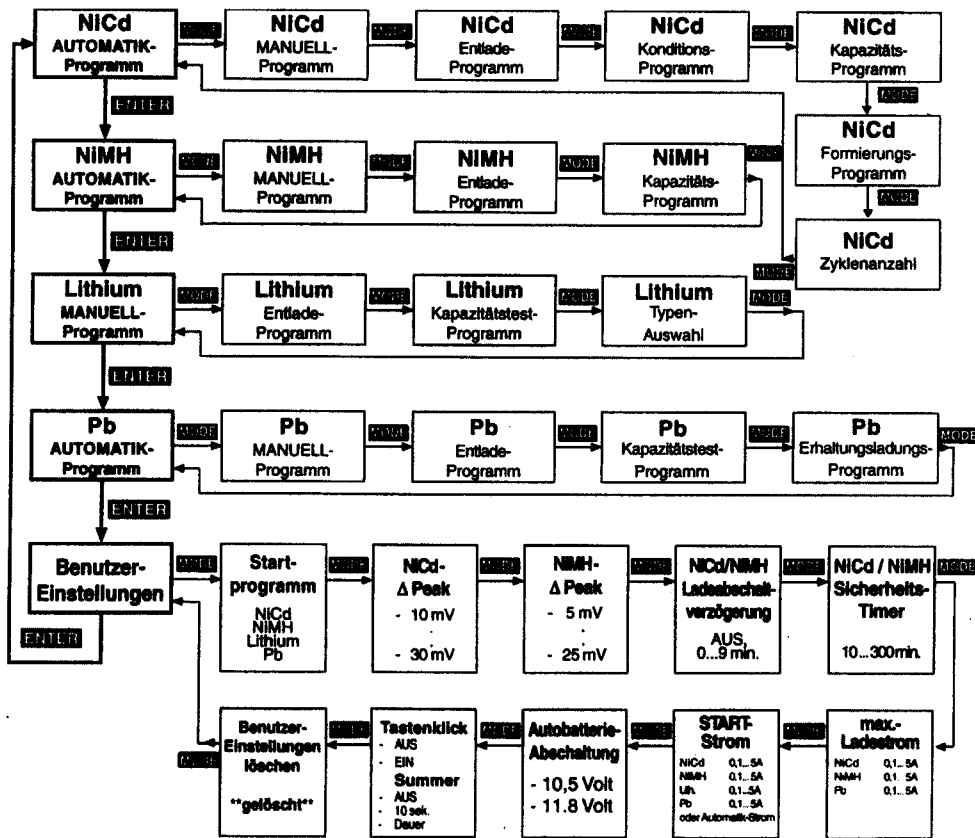 NiCd
AUTOMATIK-
Programm
MODE
NiCd
MANUELL-
Programm
MODE
NiCd
Entlade-
Programm
MODE
NiCd
Konditions-
Programm
MODE
NiCd
Kapazitäts-
Programm
MODE
NiCd
Formierungs-
Programm
MODE
NiCd
Zyklenanzahl
MODE
ENTER
NiMH
AUTOMATIK-
Programm
MODE
NiMH
MANUELL-
Programm
MODE
NiMH
Entlade-
Programm
MODE
NiMH
Kapazitäts-
Programm
MODE
ENTER
Lithium
MANUELL-
Programm
MODE
Lithium
Entlade-
Programm
MODE
Lithium
Kapazitätstest-
Programm
MODE
Lithium
Typen-
Auswahl
MODE
ENTER
Pb
AUTOMATIK-
Programm
MODE
Pb
MANUELL-
Programm
MODE
Pb
Entlade-
Programm
MODE
Pb
Kapazitätstest-
Programm
MODE
Pb
Erhaltungsladungs-
Programm
MODE
ENTER
Benutzer-
Einstellungen
ENTER
MODE
Start-
programm
NiCd
NiMH
Lithium
Pb
MODE
NiCd-
Δ Peak
- 10 mV
.
.
- 30 mV
MODE
NiMH-
Δ Peak
- 5 mV
.
.
- 25 mV
MODE
NiCd/NiMH
Ladeabschalt-
verzögerung
AUS,
0...9 min.
MODE
NiCd / NiMH
Sicherheits-
Timer
10...300min.
MODE
max.-
Ladestrom
NiCd 0,1...5A
NiMH 0,1...5A
Pb 0,1...5A
MODE
START-
Strom
NiCd 0,1...5A
NiMH 0,1...5A
Lith. 0,1...5A
Pb 0,1...5A
oder Automatik-Strom
MODE
Autobatterie-
Abschaltung
- 10,5 Volt
- 11.8 Volt
MODE
Tastenklick
- AUS
- EIN
Summer
- AUS
- 10 sek.
- Dauer
MODE
Benutzer-
Einstellungen
löschen
**gelöscht**
MODE